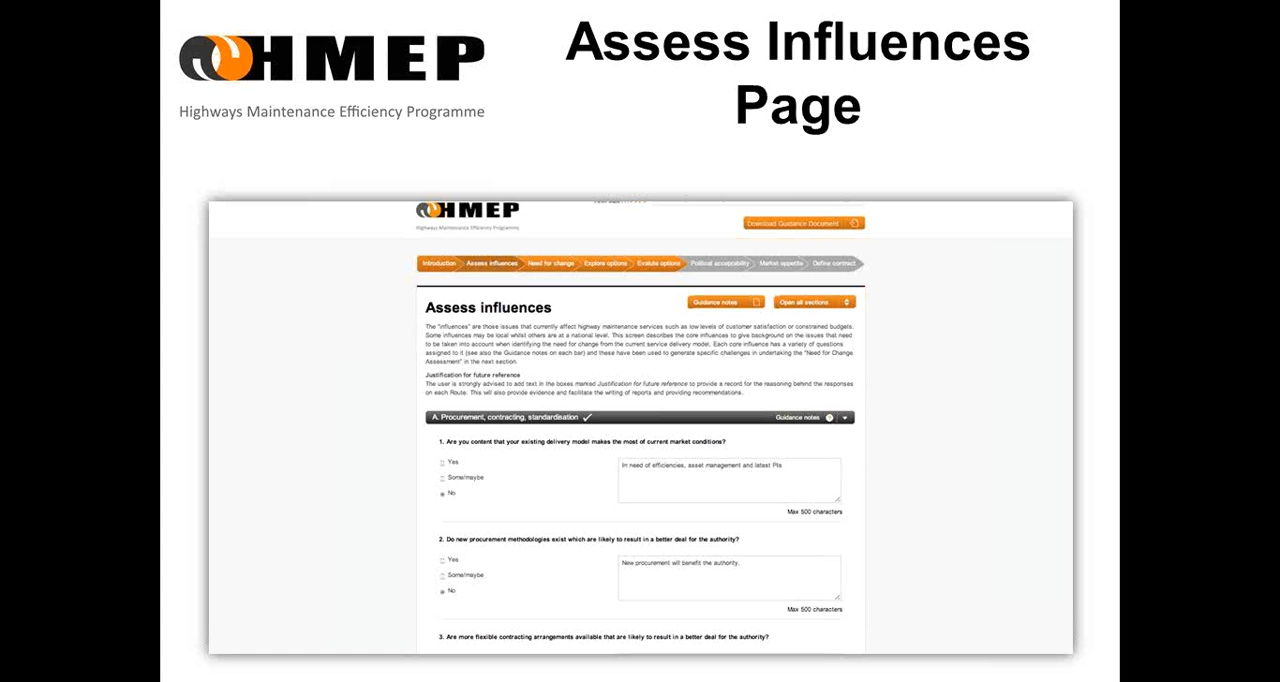 HMEP
Highways Maintenance Efficiency Programme
Assess Influences
Page
HMEP
Highways Maintenance Efficiency Programme
Download Guidance Document
Introduction
Assess influences
Need for change
Explore options
Evalute options
Political acceptability
Market appetite
Define contract
Assess influences
Guidance notes
Open all sections
The "influences" are those issues that currently affect highway maintenance services such as low levels of customer satisfaction or constrained budgets.
Some influences may be local whilst others are at a national level. This screen describes the core influences to give background on the issues that need
to be taken into account when identifying the need for change from the current service delivery model. Each core influence has a variety of questions
assigned to it (see also the Guidance notes on each bar) and these have been used to generate specific challenges in undertaking the "Need for Change
Assessment" in the next section.
Justification for future reference
The user is strongly advised to add text in the boxes marked Justification for future reference to provide a record for the reasoning behind the responses
on each Route. This will also provide evidence and facilitate the writing of reports and providing recommendations.
A. Procurement, contracting, standardisation
Guidance notes
1. Are you content that your existing delivery model makes the most of current market conditions?
Yes
Some/maybe
No
In need of efficiencies, asset management and latest PIs
Max 500 characters
2. Do new procurement methodologies exist which are likely to result in a better deal for the authority?
Yes
Some/maybe
No
New procurement will benefit the authority.
Max 500 characters
3. Are more flexible contracting arrangements available that are likely to result in a better deal for the authority?